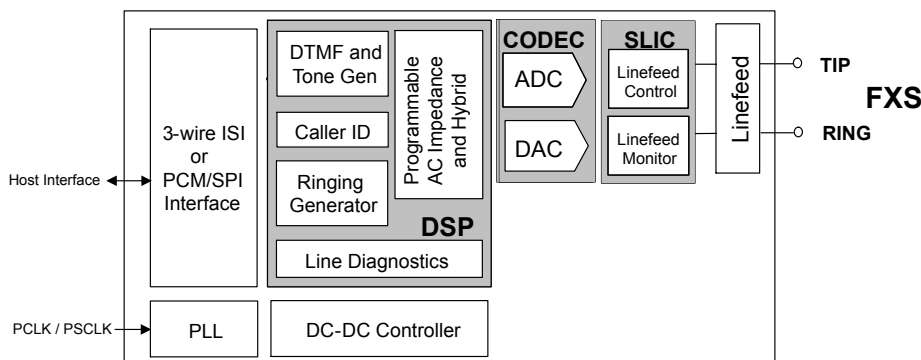 Host Interface
PCLK / PSCLK
3-wire ISI
or
PCM/SPI
Interface
PLL
DTMF and
Tone Gen
Caller ID
Ringing
Generator
Programmable
AC Impedance
and Hybrid
DSP
Line Diagnostics
DC-DC Controller
CODEC
ADC
DAC
SLIC
Linefeed
Control
Linefeed
Monitor
Linefeed
TIP
FXS
RING